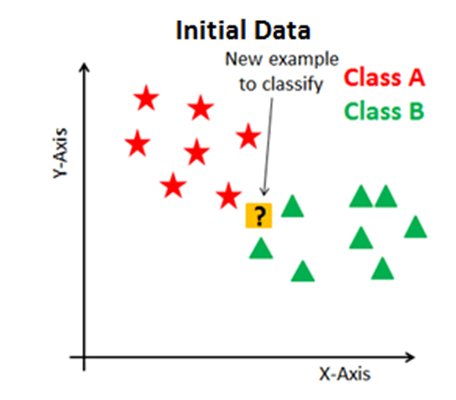 Initial Data
New example
to classify
Class A
Class B
Y-Axis
?
X-Axis